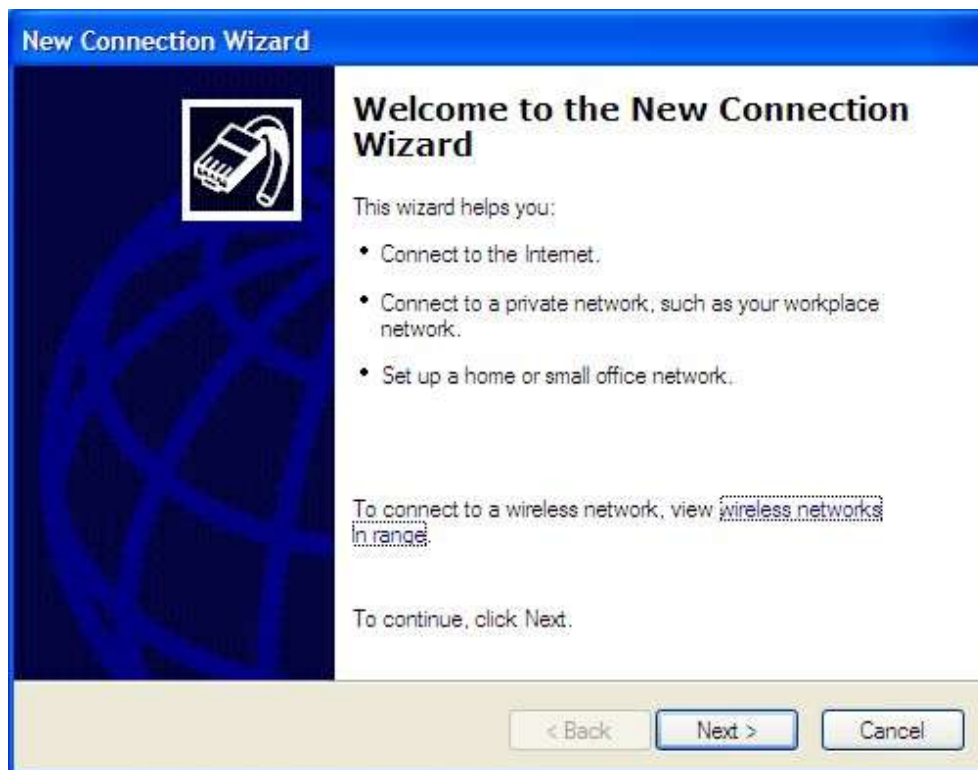 New Connection Wizard
Welcome to the New Connection
Wizard
This wizard helps you:
• Connect to the Internet.
• Connect to a private network, such as your workplace
network.
• Set up a home or small office network.
To connect to a wireless network, view wireless networks
in range.
To continue, click Next.
< Back Next > Cancel